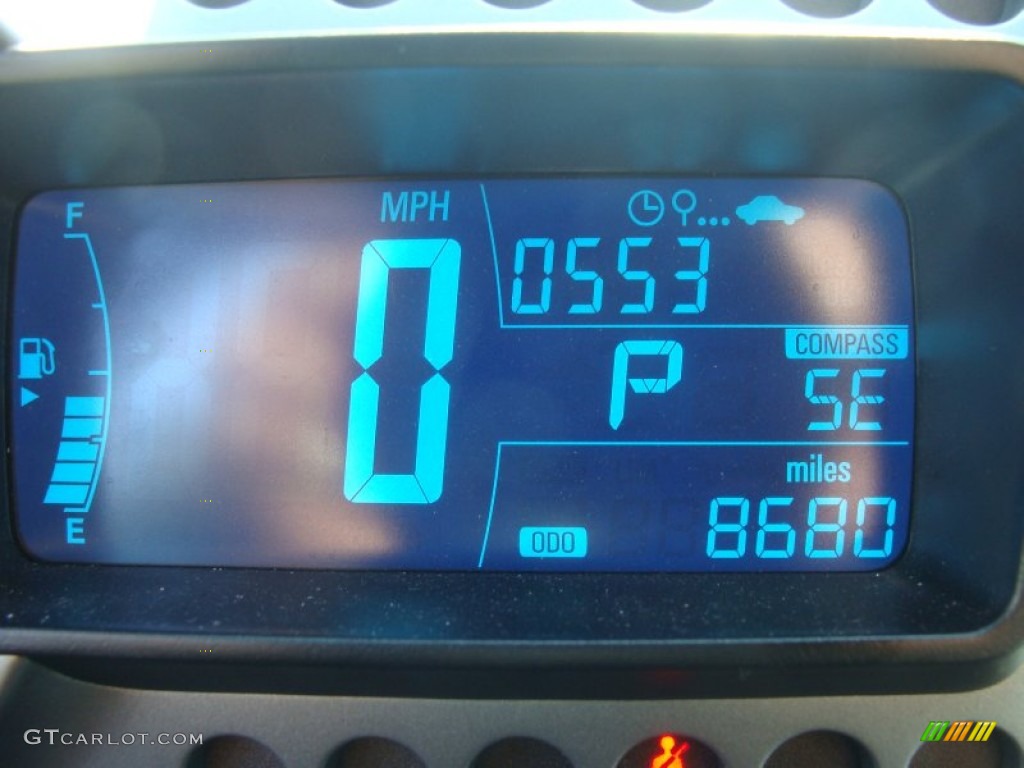 F
MPH
0
0553
P
COMPASS
SE
E
miles
ODO
8680
GTCARLOT.COM